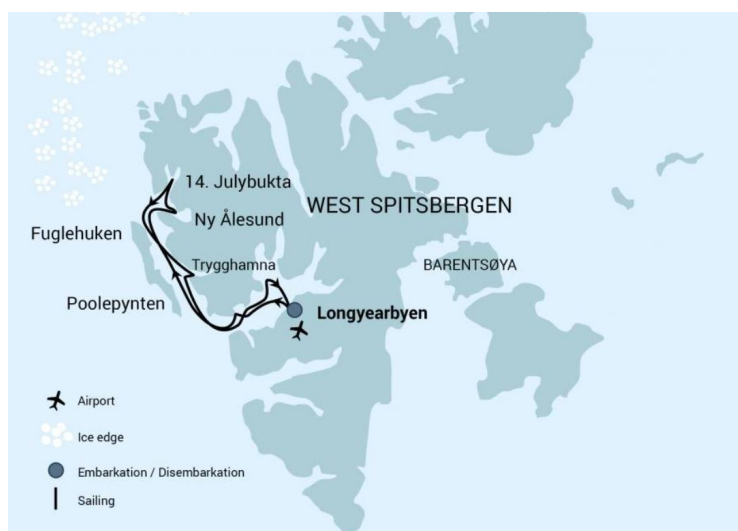 14. Julybukta
WEST SPITSBERGEN
Ny Ålesund
Fuglehuken
Trygghamna
BARENTSØYA
Poolepynten
Longyearbyen
Airport
Ice edge
Embarkation / Disembarkation
Sailing